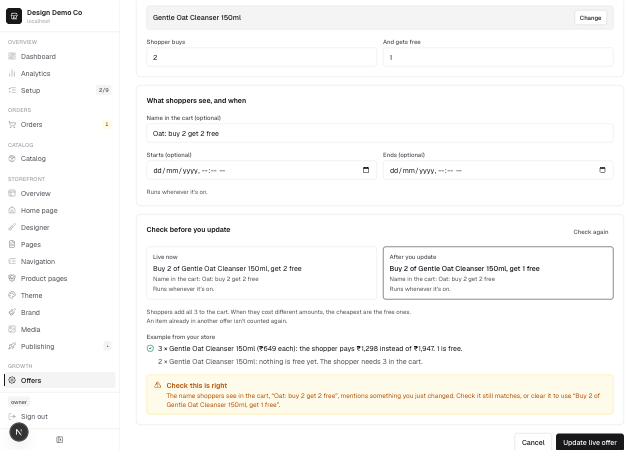 Design Demo Co
localhost
OVERVIEW
Dashboard
Analytics
Setup 2/9
ORDERS
Orders 1
CATALOG
Catalog
STOREFRONT
Overview
Home page
Designer
Pages
Navigation
Product pages
Theme
Brand
Media
Publishing
GROWTH
Offers
owner
Sign out
N
Gentle Oat Cleanser 150ml Change
Shopper buys And gets free
2 1
What shoppers see, and when
Name in the cart (optional)
Oat: buy 2 get 2 free
Starts (optional) Ends (optional)
dd/mm/yyyy, --:-- -- dd/mm/yyyy, --:-- --
Runs whenever it's on.
Check before you update Check again
Live now
Buy 2 of Gentle Oat Cleanser 150ml, get 2 free
Name in the cart: Oat: buy 2 get 2 free
Runs whenever it's on.
After you update
Buy 2 of Gentle Oat Cleanser 150ml, get 1 free
Name in the cart: Oat: buy 2 get 2 free
Runs whenever it's on.
Shoppers add all 3 to the cart. When they cost different amounts, the cheapest are the free ones.
An item already in another offer isn't counted again.
Example from your store
3 × Gentle Oat Cleanser 150ml (₹649 each): the shopper pays ₹1,298 instead of ₹1,947. 1 is free.
2 × Gentle Oat Cleanser 150ml: nothing is free yet. The shopper needs 3 in the cart.
Check this is right
The name shoppers see in the cart, "Oat: buy 2 get 2 free", mentions something you just changed. Check it still matches, or clear it to use "Buy 2 of
Gentle Oat Cleanser 150ml, get 1 free".
Cancel Update live offer